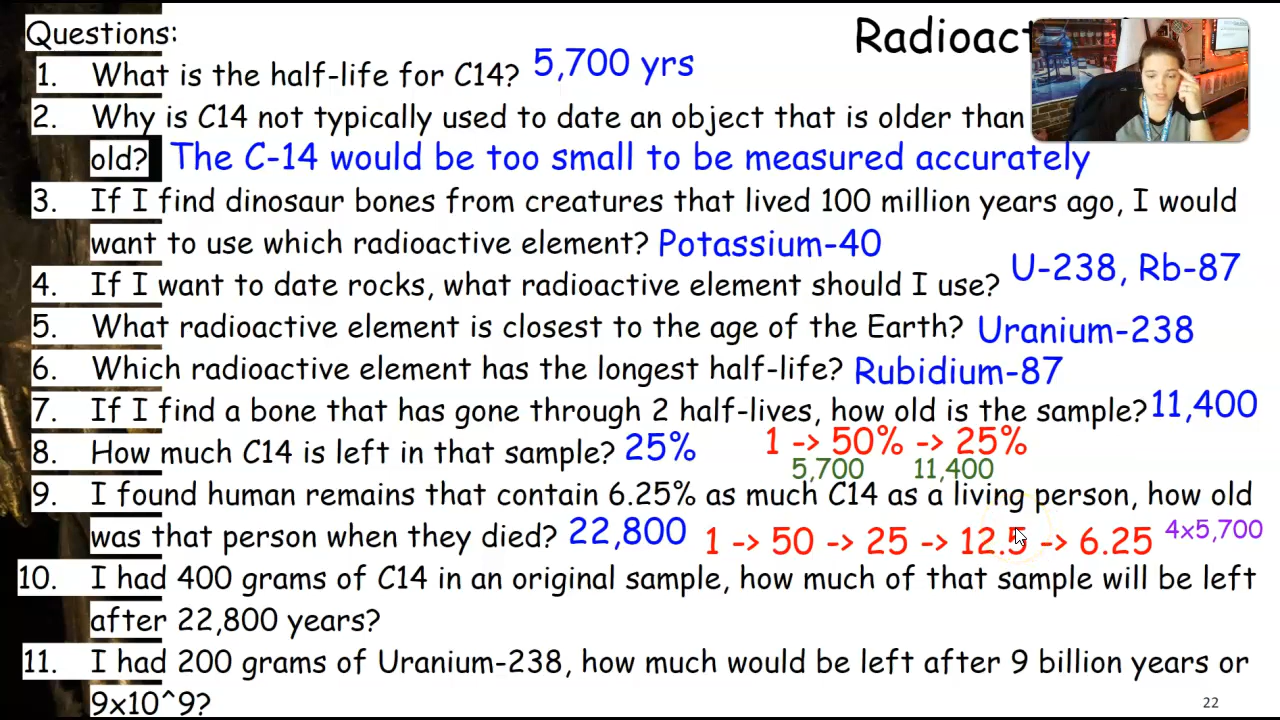 Questions:
Radioact
1. What is the half-life for C14? 5,700 yrs
2. Why is C14 not typically used to date an object that is older than
old? The C-14 would be too small to be measured accurately
3. If I find dinosaur bones from creatures that lived 100 million years ago, I would
want to use which radioactive element? Potassium-40
4. If I want to date rocks, what radioactive element should I use? U-238, Rb-87
5. What radioactive element is closest to the age of the Earth? Uranium-238
6. Which radioactive element has the longest half-life? Rubidium-87
7. If I find a bone that has gone through 2 half-lives, how old is the sample? 11,400
8. How much C14 is left in that sample? 25% 1 -> 50% -> 25%
5,700 11,400
9. I found human remains that contain 6.25% as much C14 as a living person, how old
was that person when they died? 22,800 1 -> 50 -> 25 -> 12.5 -> 6.25 4x5,700
10. I had 400 grams of C14 in an original sample, how much of that sample will be left
after 22,800 years?
11. I had 200 grams of Uranium-238, how much would be left after 9 billion years or
9x10^9?
22